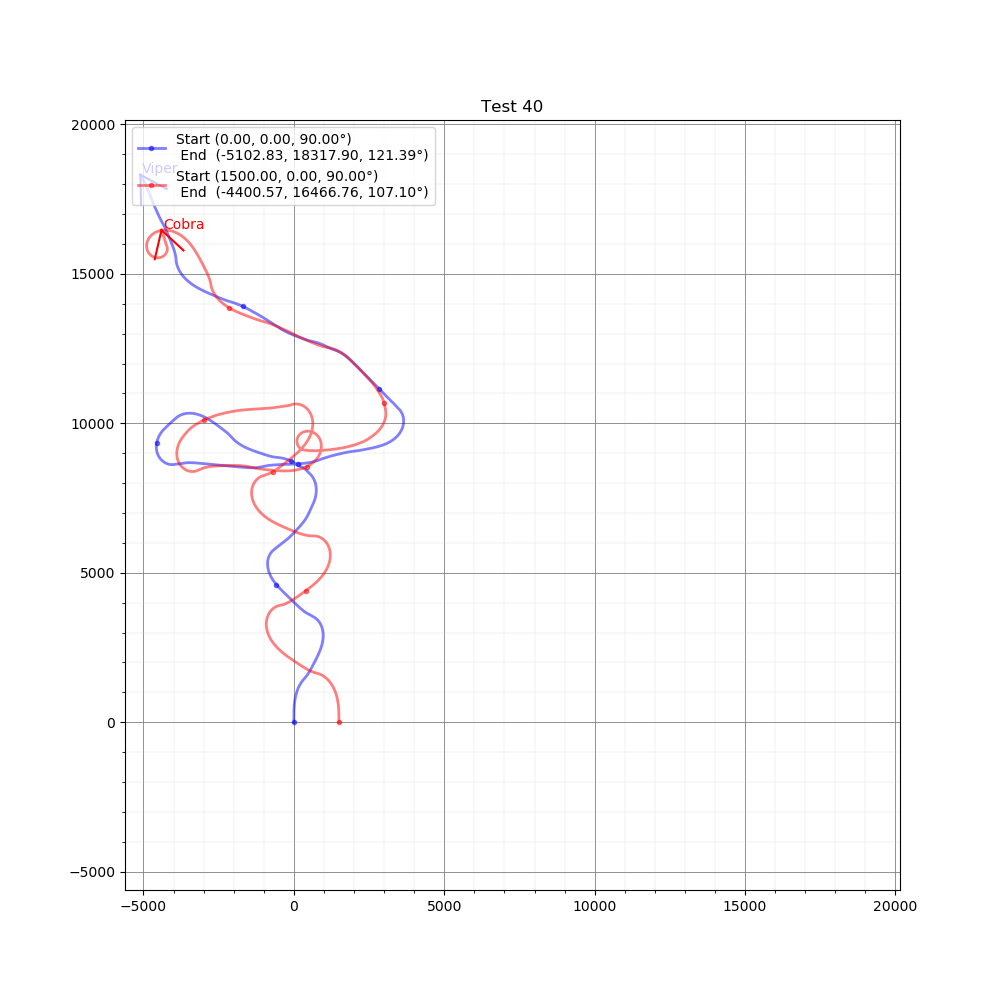 Test 40
Start (0.00, 0.00, 90.00°)
End  (-5102.83, 18317.90, 121.39°)
Start (1500.00, 0.00, 90.00°)
End  (-4400.57, 16466.76, 107.10°)
Viper
Cobra
20000
15000
10000
5000
0
−5000
−5000
0
5000
10000
15000
20000